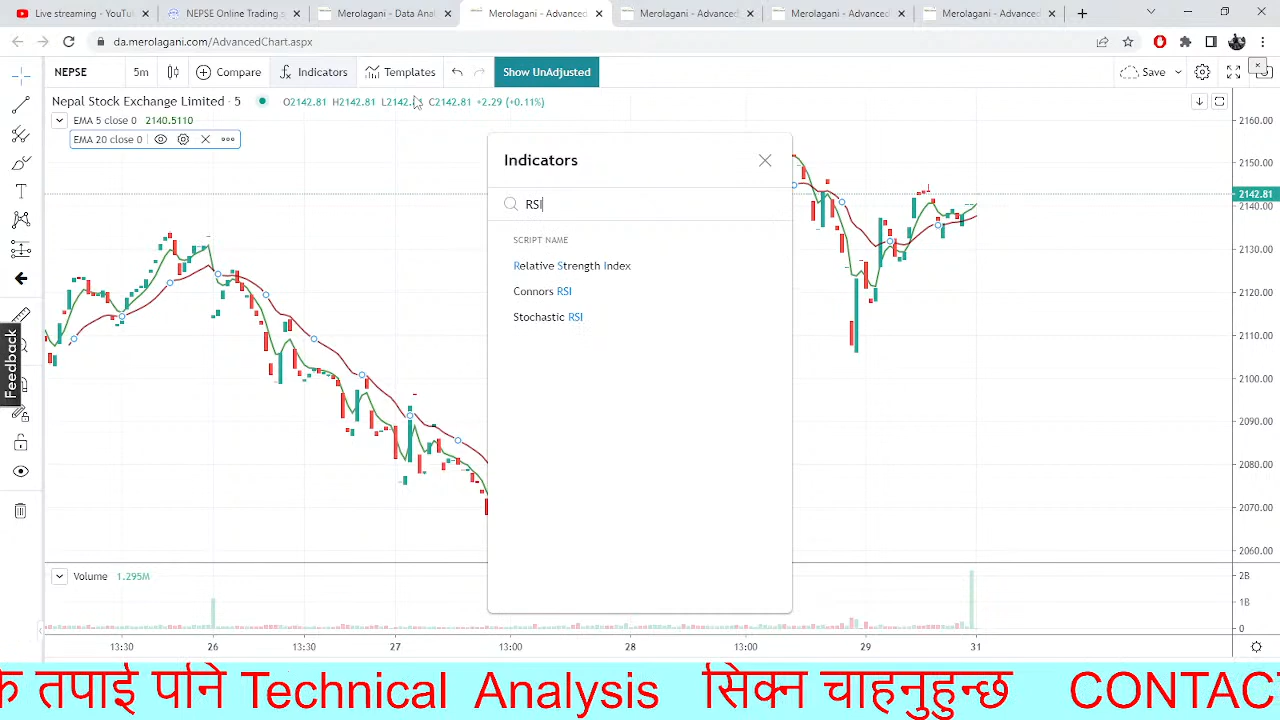 Live streaming - YouTube
NEPSE Online Trading s
Merolagani - Data Anal
Merolagani - Advanced
Merolagani - Advanced
Merolagani - Advanced
Merolagani - Advanced
da.merolagani.com/AdvancedChart.aspx
NEPSE
5m
Compare
Indicators
Templates
Show UnAdjusted
Save
Nepal Stock Exchange Limited · 5
O2142.81 H2142.81 L2142. C2142.81 +2.29 (+0.11%)
EMA 5 close 0 2140.5110
EMA 20 close 0
Indicators
RSI
SCRIPT NAME
Relative Strength Index
Connors RSI
Stochastic RSI
2160.00
2150.00
2142.81
2140.00
2130.00
2120.00
2110.00
2100.00
2090.00
2080.00
2070.00
2060.00
Feedback
Volume 1.295M
2B
1B
0
13:30
26
13:30
27
13:00
28
13:00
29
31
के तपाई पनि Technical Analysis सिक्न चाहनुहुन्छ CONTACT